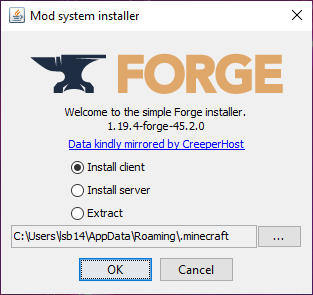 Mod system installer
FORGE
Welcome to the simple Forge installer.
1.19.4-forge-45.2.0
Data kindly mirrored by CreeperHost
Install client
Install server
Extract
C:\Users\lsb14\AppData\Roaming\.minecraft
...
OK
Cancel